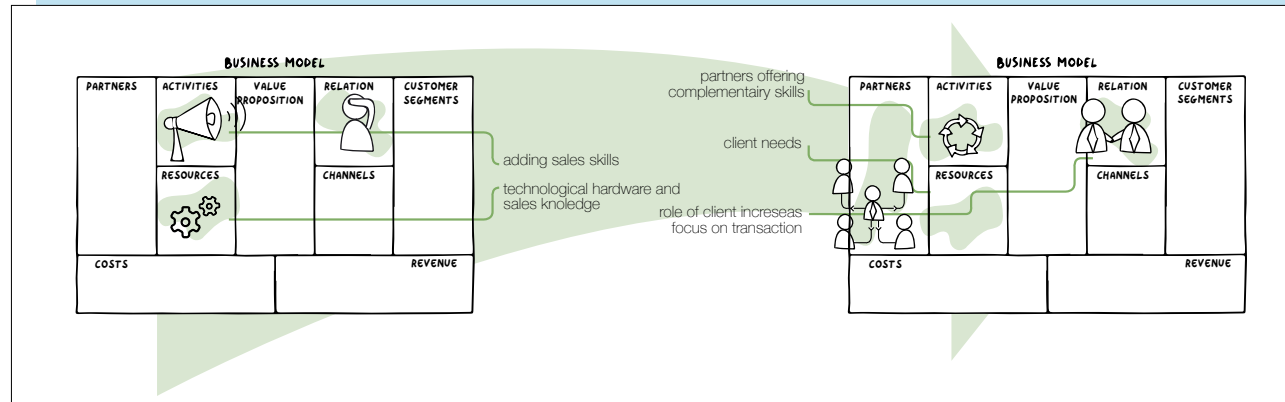 BUSINESS MODEL
PARTNERS
ACTIVITIES
VALUE
PROPOSITION
RELATION
CUSTOMER
SEGMENTS
RESOURCES
CHANNELS
COSTS
REVENUE
adding sales skills
technological hardware and
sales knoledge
partners offering
complementairy skills
client needs
role of client increseas
focus on transaction
BUSINESS MODEL
PARTNERS
ACTIVITIES
VALUE
PROPOSITION
RELATION
CUSTOMER
SEGMENTS
RESOURCES
CHANNELS
COSTS
REVENUE